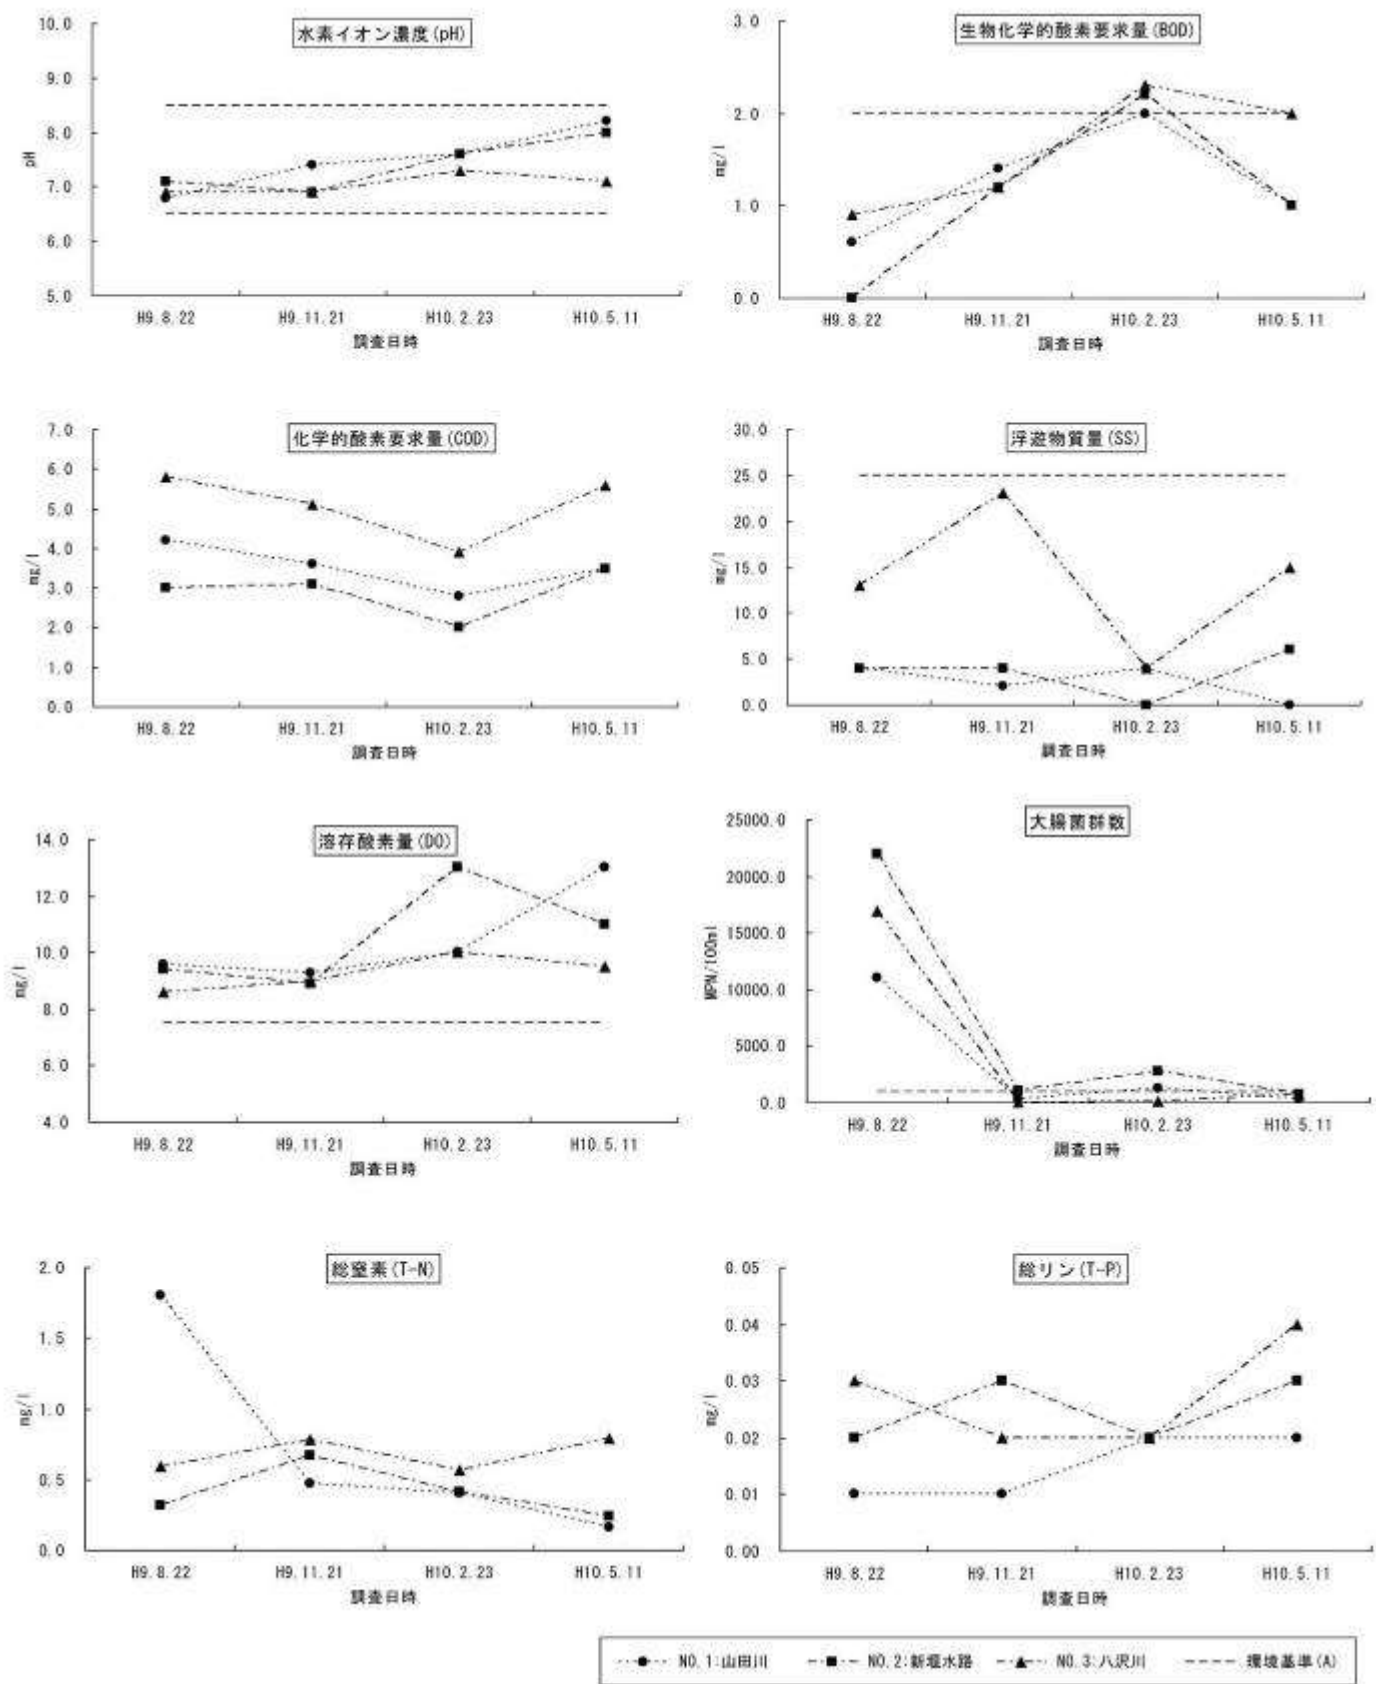 水素イオン濃度(pH)
10.0
9.0
8.0
7.0
6.0
5.0
pH
H9.8.22 H9.11.21 H10.2.23 H10.5.11
調査日時
生物化学的酸素要求量(BOD)
3.0
2.0
1.0
0.0
mg/l
H9.8.22 H9.11.21 H10.2.23 H10.5.11
調査日時
化学的酸素要求量(COD)
7.0
6.0
5.0
4.0
3.0
2.0
1.0
0.0
mg/l
H9.8.22 H9.11.21 H10.2.23 H10.5.11
調査日時
浮遊物質量(SS)
30.0
25.0
20.0
15.0
10.0
5.0
0.0
mg/l
H9.8.22 H9.11.21 H10.2.23 H10.5.11
調査日時
溶存酸素量(DO)
14.0
12.0
10.0
8.0
6.0
4.0
mg/l
H9.8.22 H9.11.21 H10.2.23 H10.5.11
調査日時
大腸菌群数
25000.0
20000.0
15000.0
10000.0
5000.0
0.0
MPN/100ml
H9.8.22 H9.11.21 H10.2.23 H10.5.11
調査日時
総窒素(T-N)
2.0
1.5
1.0
0.5
0.0
mg/l
H9.8.22 H9.11.21 H10.2.23 H10.5.11
調査日時
総リン(T-P)
0.05
0.04
0.03
0.02
0.01
0.00
mg/l
H9.8.22 H9.11.21 H10.2.23 H10.5.11
調査日時
NO.1:山田川 NO.2:新堰水路 NO.3:八沢川 環境基準(A)